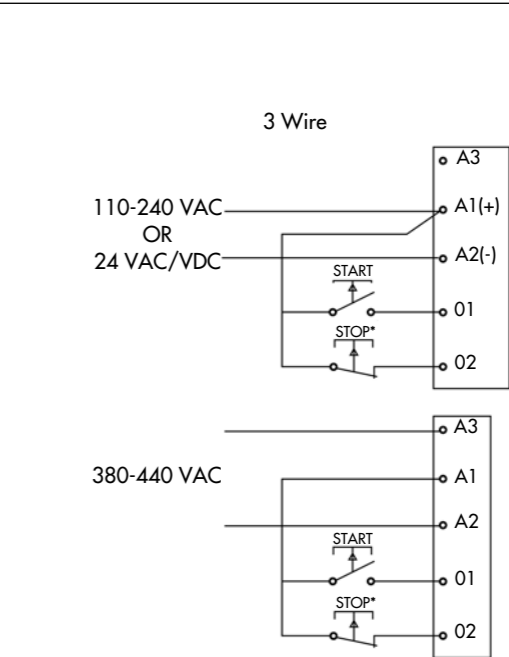 3 Wire
A3
110-240 VAC
A1(+)
OR
24 VAC/VDC
A2(-)
START
01
STOP*
02
A3
380-440 VAC
A1
A2
START
01
STOP*
02